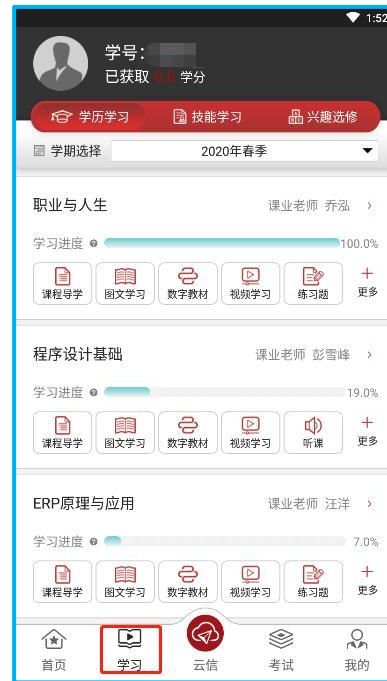 1:52
学号:
已获取 0.0 学分
学历学习 技能学习 兴趣选修
学期选择 2020年春季
职业与人生 课业老师 乔泓
学习进度 100.0%
课程导学 图文学习 数字教材 视频学习 练习题 更多
程序设计基础 课业老师 彭雪峰
学习进度 19.0%
课程导学 图文学习 数字教材 视频学习 听课 更多
ERP原理与应用 课业老师 汪洋
学习进度 7.0%
课程导学 图文学习 数字教材 视频学习 练习题 更多
首页 学习 云信 考试 我的